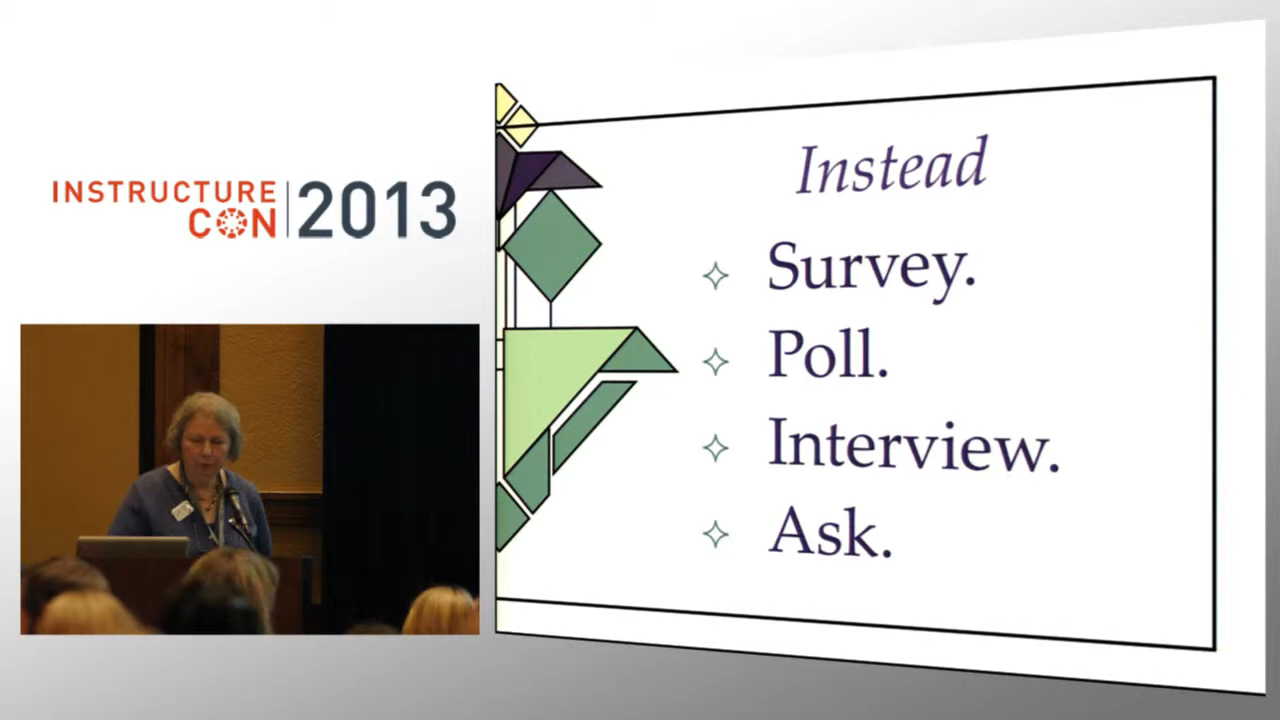 INSTRUCTURE
CON
2013
Instead
Survey.
Poll.
Interview.
Ask.